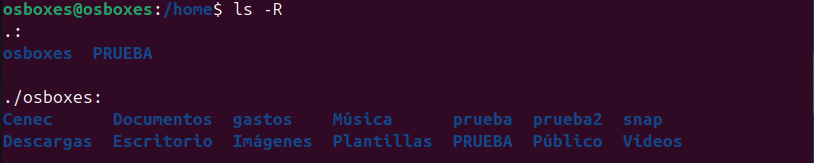 osboxes@osboxes:/home$ ls -R
.:
osboxes  PRUEBA

./osboxes:
Cenec      Documentos  gastos    Música      prueba  prueba2  snap
Descargas  Escritorio  Imágenes  Plantillas  PRUEBA  Público  Vídeos